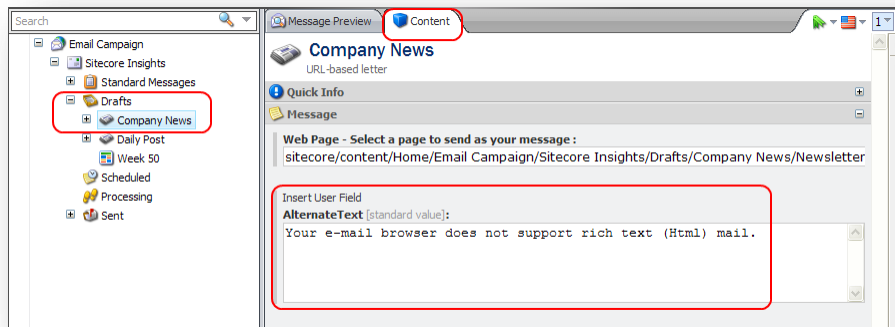 Search
Email Campaign
Sitecore Insights
Standard Messages
Drafts
Company News
Daily Post
Week 50
Scheduled
Processing
Sent
Message Preview
Content
1
Company News
URL-based letter
Quick Info
Message
Web Page - Select a page to send as your message :
sitecore/content/Home/Email Campaign/Sitecore Insights/Drafts/Company News/Newsletter
Insert User Field
AlternateText [standard value]:
Your e-mail browser does not support rich text (Html) mail.